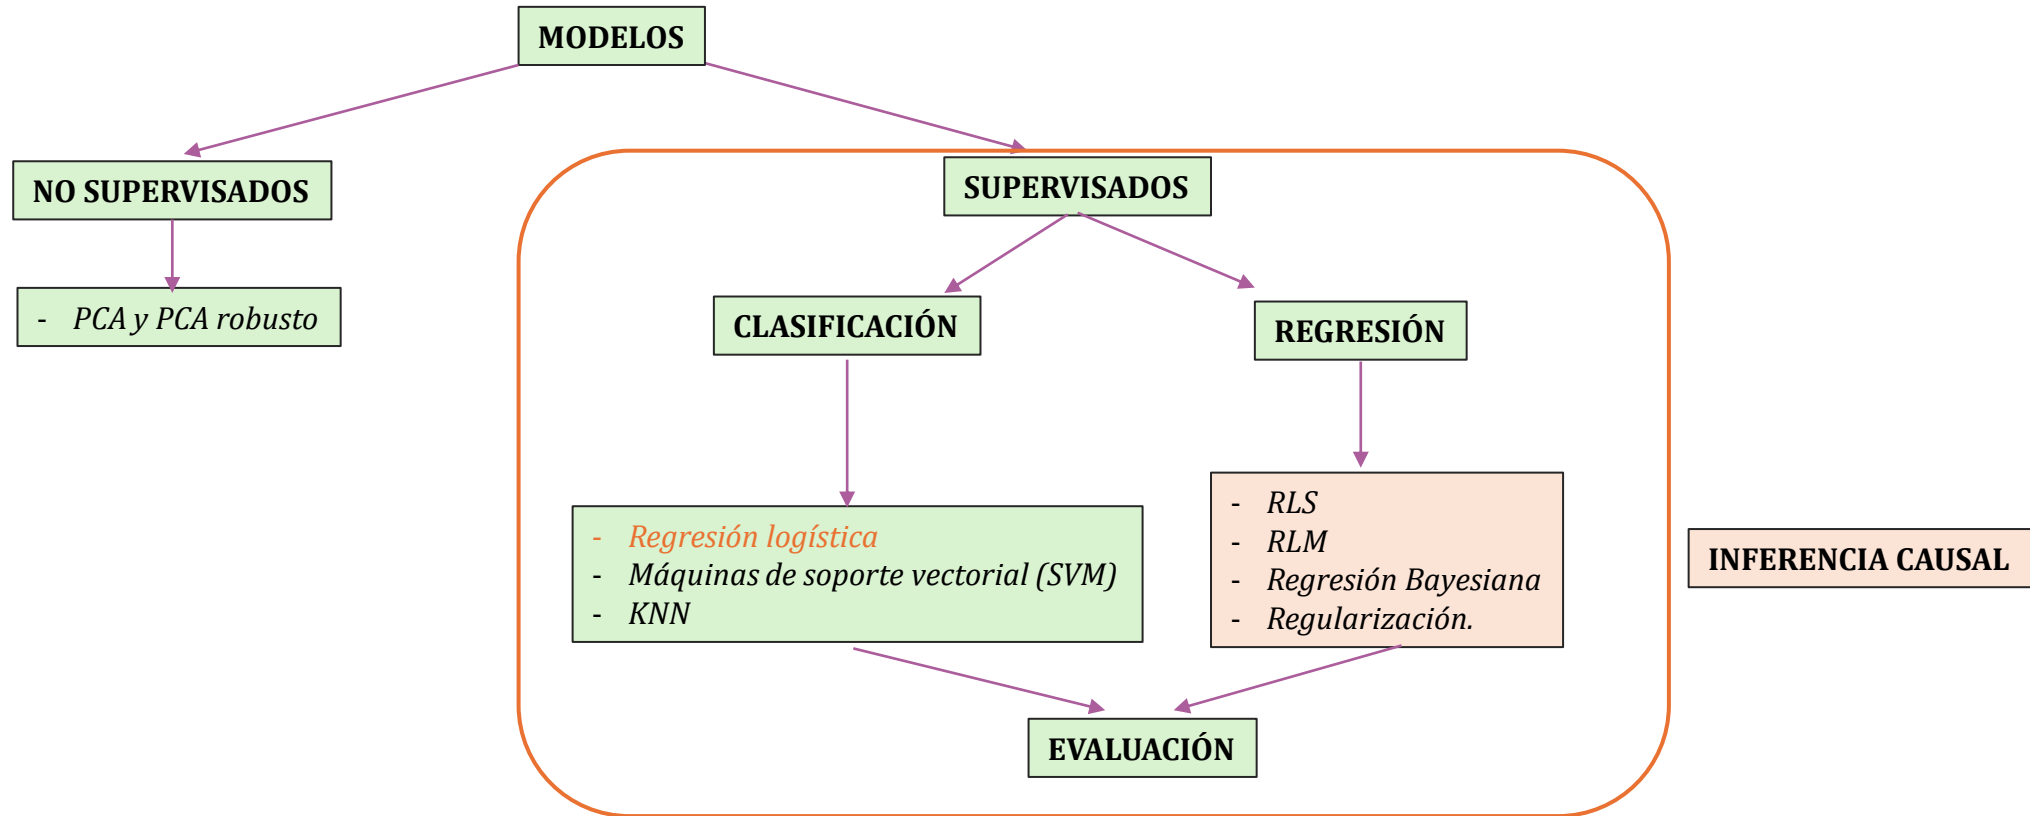 MODELOS
NO SUPERVISADOS
SUPERVISADOS
- PCA y PCA robusto
CLASIFICACIÓN
REGRESIÓN
- Regresión logística
- Máquinas de soporte vectorial (SVM)
- KNN
- RLS
- RLM
- Regresión Bayesiana
- Regularización.
INFERENCIA CAUSAL
EVALUACIÓN